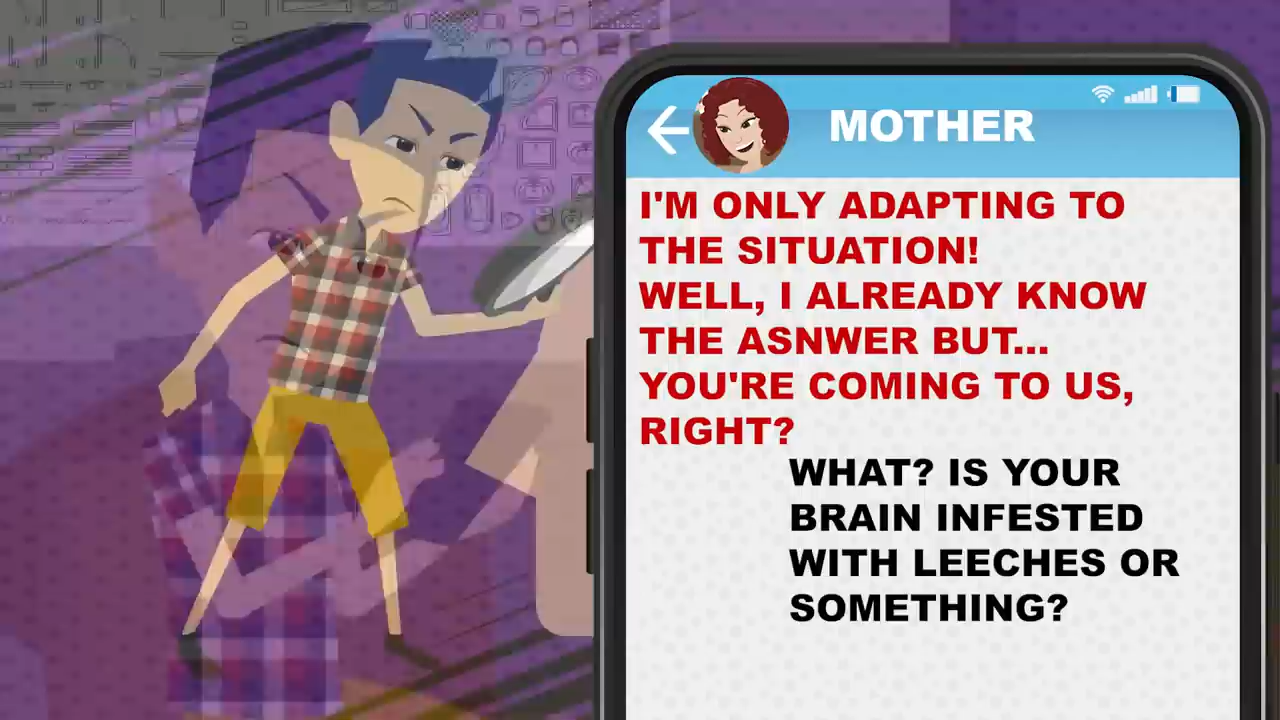 MOTHER
I'M ONLY ADAPTING TO
THE SITUATION!
WELL, I ALREADY KNOW
THE ASNWER BUT...
YOU'RE COMING TO US,
RIGHT?
WHAT? IS YOUR
BRAIN INFESTED
WITH LEECHES OR
SOMETHING?